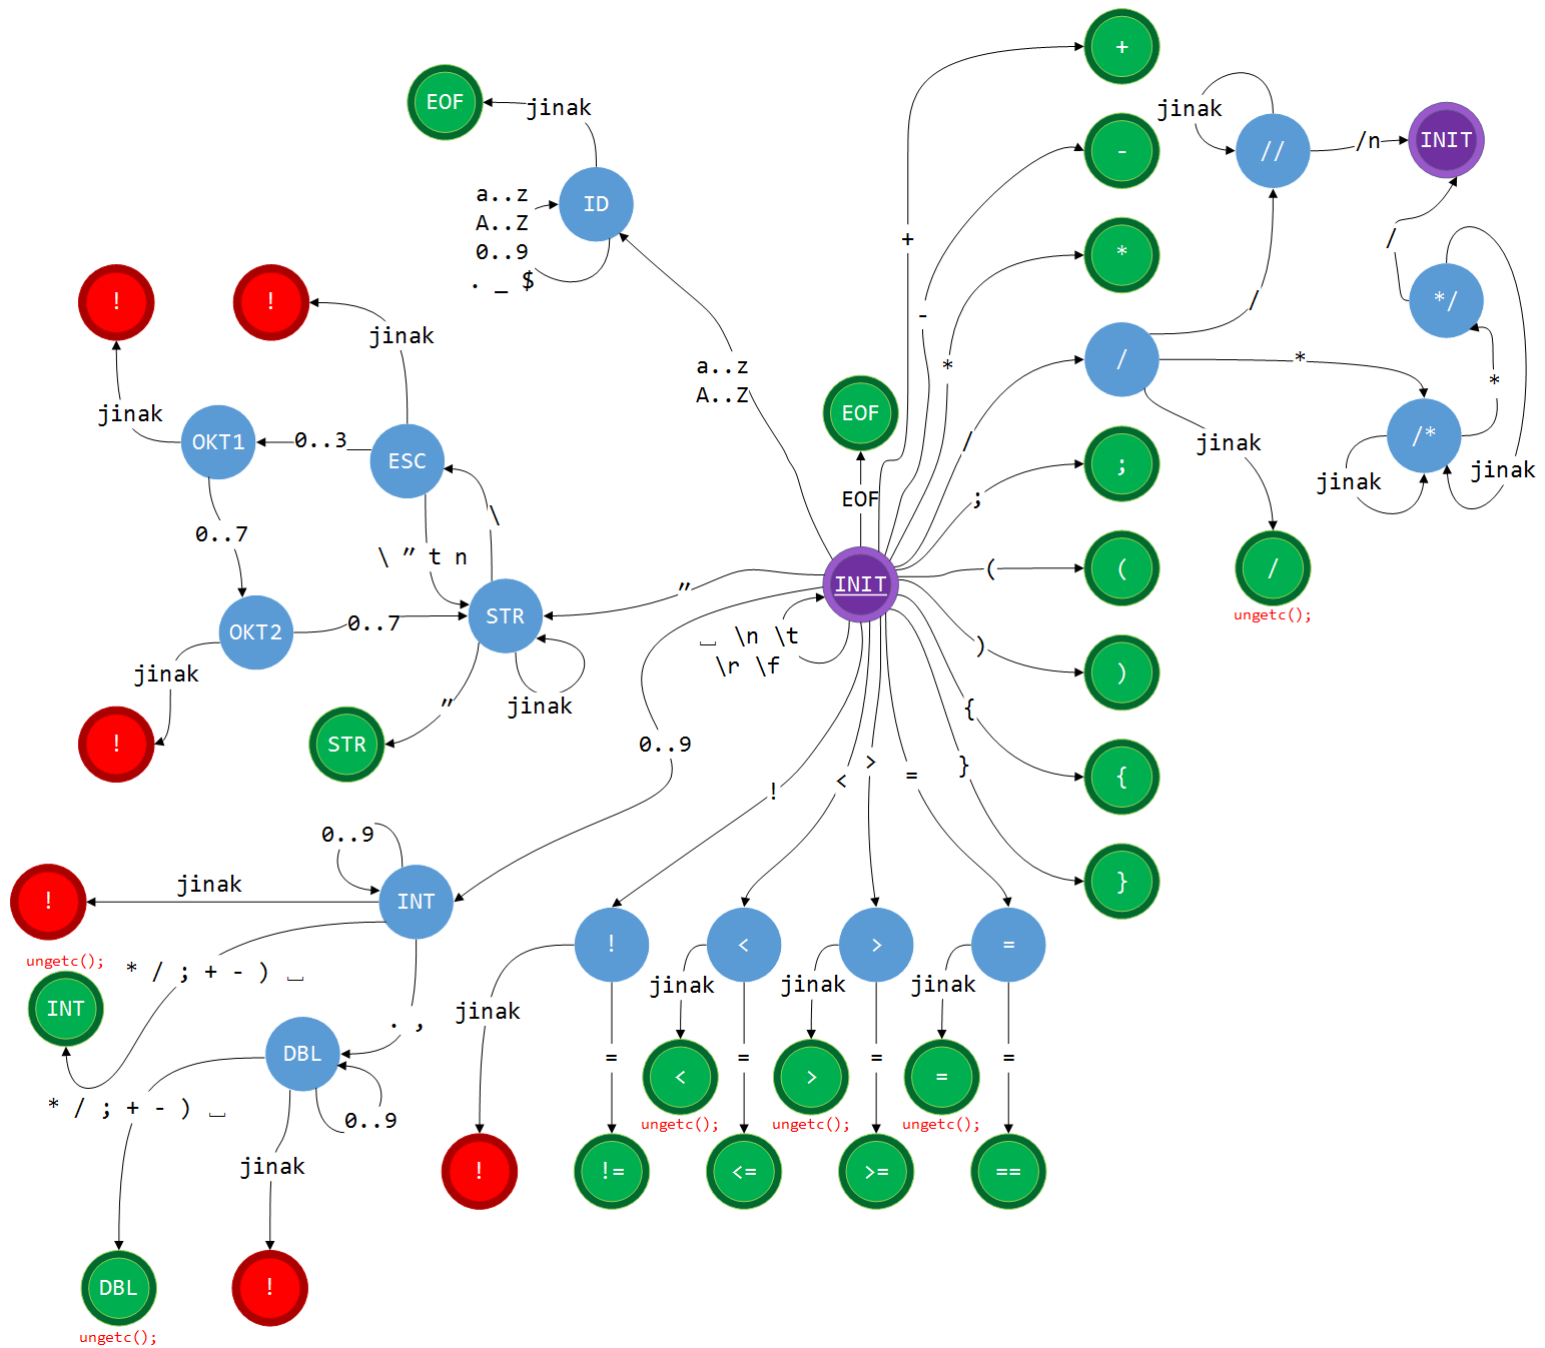 +
EOF
jinak
jinak
-
//
/n
INIT
a..z
A..Z
0..9
. _ $
ID
+
*
/
!
!
jinak
-
/
*/
a..z
A..Z
*
/
*
*
jinak
OKT1
0..3
ESC
EOF
/
;
/*
jinak
jinak
jinak
EOF
;
0..7
\
\ ” t n
INIT
(
(
/
ungetc();
”
OKT2
0..7
STR
⎵ \n \t
\r \f
)
)
jinak
”
jinak
{
!
STR
0..9
}
{
!
<
>
=
0..9
}
jinak
!
INT
!
<
>
=
ungetc();
* / ; + - ) ⎵
jinak
jinak
jinak
INT
. ,
jinak
DBL
=
=
=
=
<
>
=
* / ; + - ) ⎵
0..9
ungetc();
ungetc();
ungetc();
jinak
!
!=
<=
>=
==
DBL
!
ungetc();